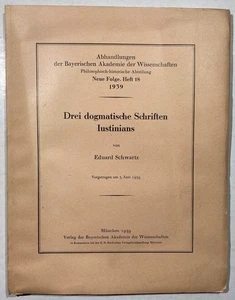 Abhandlungen
der Bayerischen Akademie der Wissenschaften
Philosophisch-historische Abteilung
Neue Folge. Heft 18
1939
Drei dogmatische Schriften
Iustinians
von
Eduard Schwartz
Vorgetragen am 3. Juni 1939
München 1939
Verlag der Bayerischen Akademie der Wissenschaften